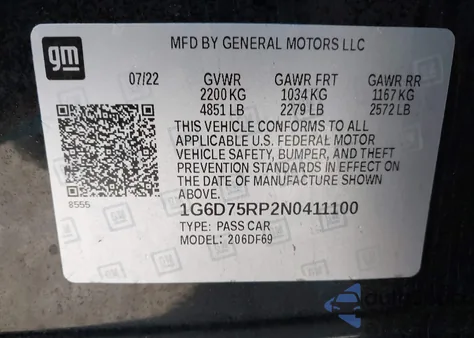 gm
MFD BY GENERAL MOTORS LLC
07/22 GVWR GAWR FRT GAWR RR
2200 KG 1034 KG 1167 KG
4851 LB 2279 LB 2572 LB
THIS VEHICLE CONFORMS TO ALL
APPLICABLE U.S. FEDERAL MOTOR
VEHICLE SAFETY, BUMPER, AND THEFT
PREVENTION STANDARDS IN EFFECT ON
THE DATE OF MANUFACTURE SHOWN
ABOVE.
8555
1G6D75RP2N0411100
TYPE: PASS CAR
MODEL: 206DF69